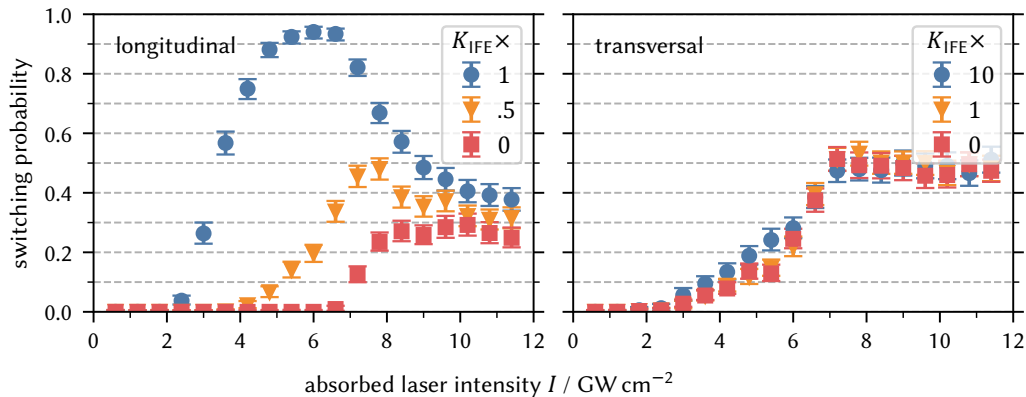 switching probability
1.0
0.8
0.6
0.4
0.2
0.0
longitudinal
K_IFE×
1
.5
0
0 2 4 6 8 10 12
transversal
K_IFE×
10
1
0
0 2 4 6 8 10 12
absorbed laser intensity I / GW cm⁻²